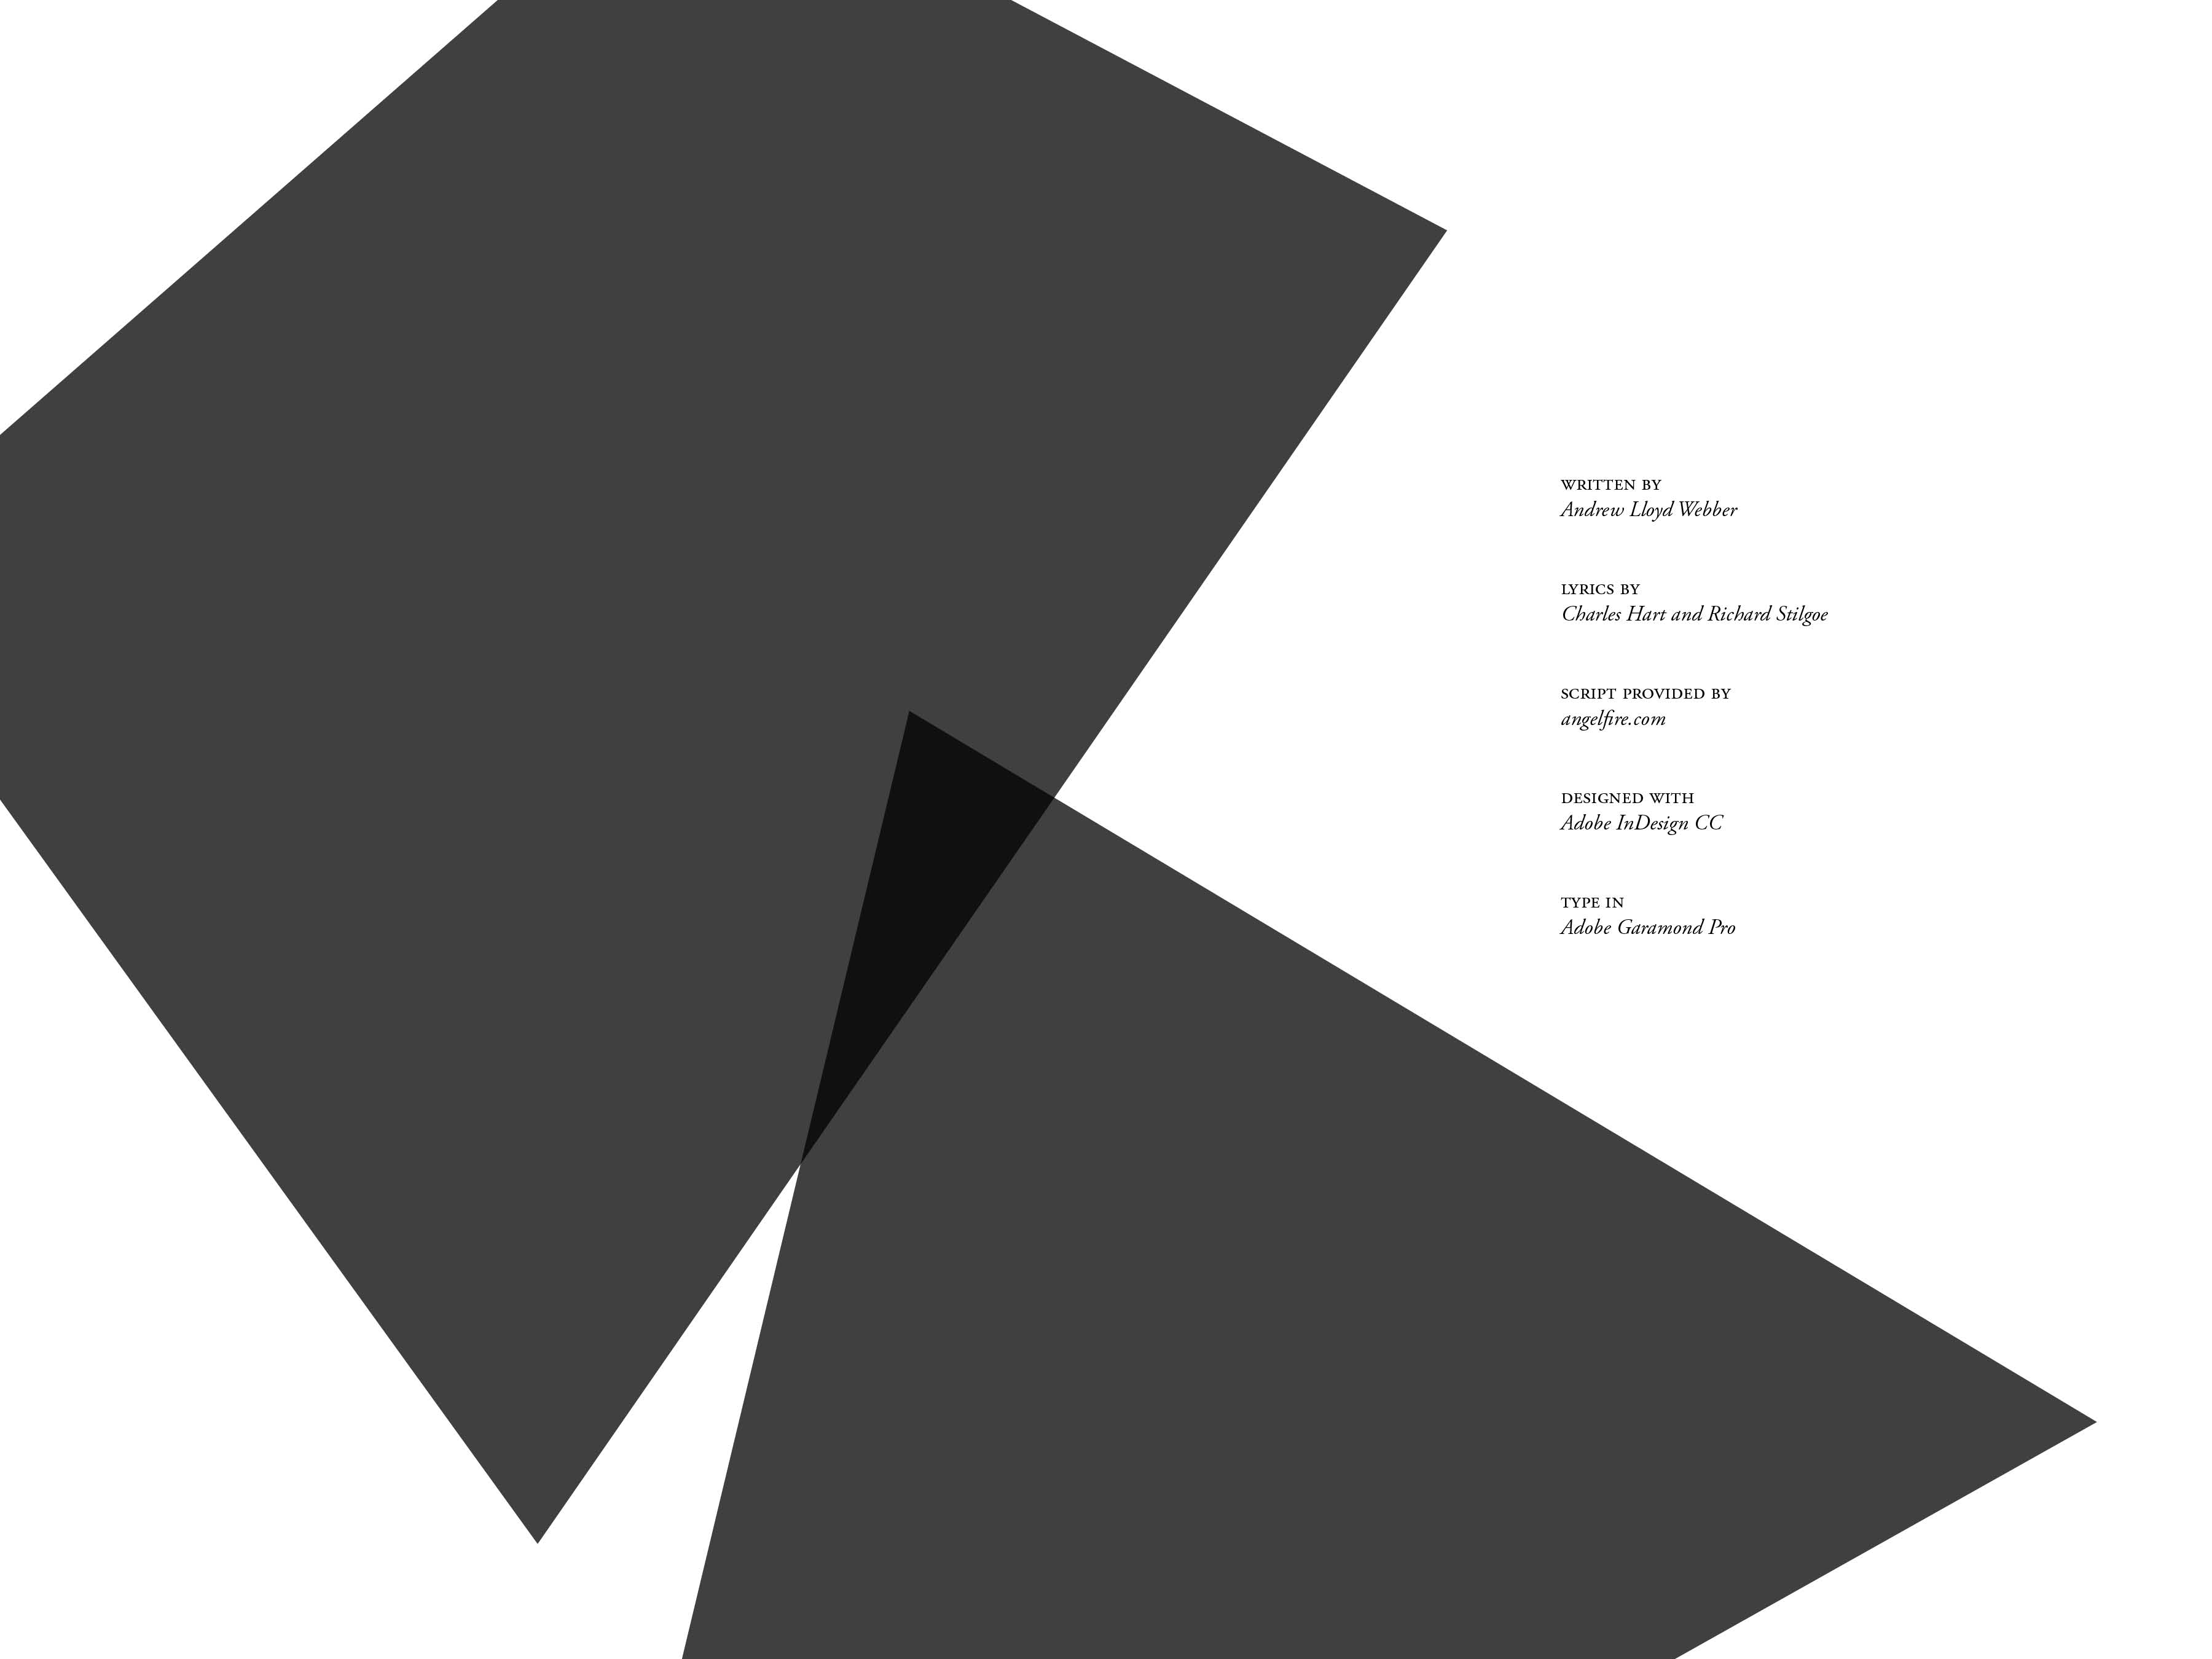 WRITTEN BY
Andrew Lloyd Webber
LYRICS BY
Charles Hart and Richard Stilgoe
SCRIPT PROVIDED BY
angelfire.com
DESIGNED WITH
Adobe InDesign CC
TYPE IN
Adobe Garamond Pro